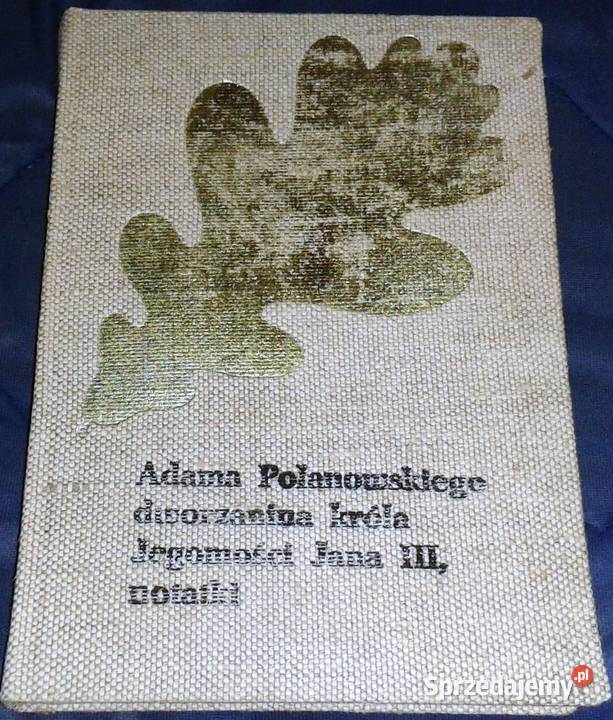 Adama Polanowskiego
dworzanina króla
Jegomości Jana III,
notatki
Sprzedajemy.pl